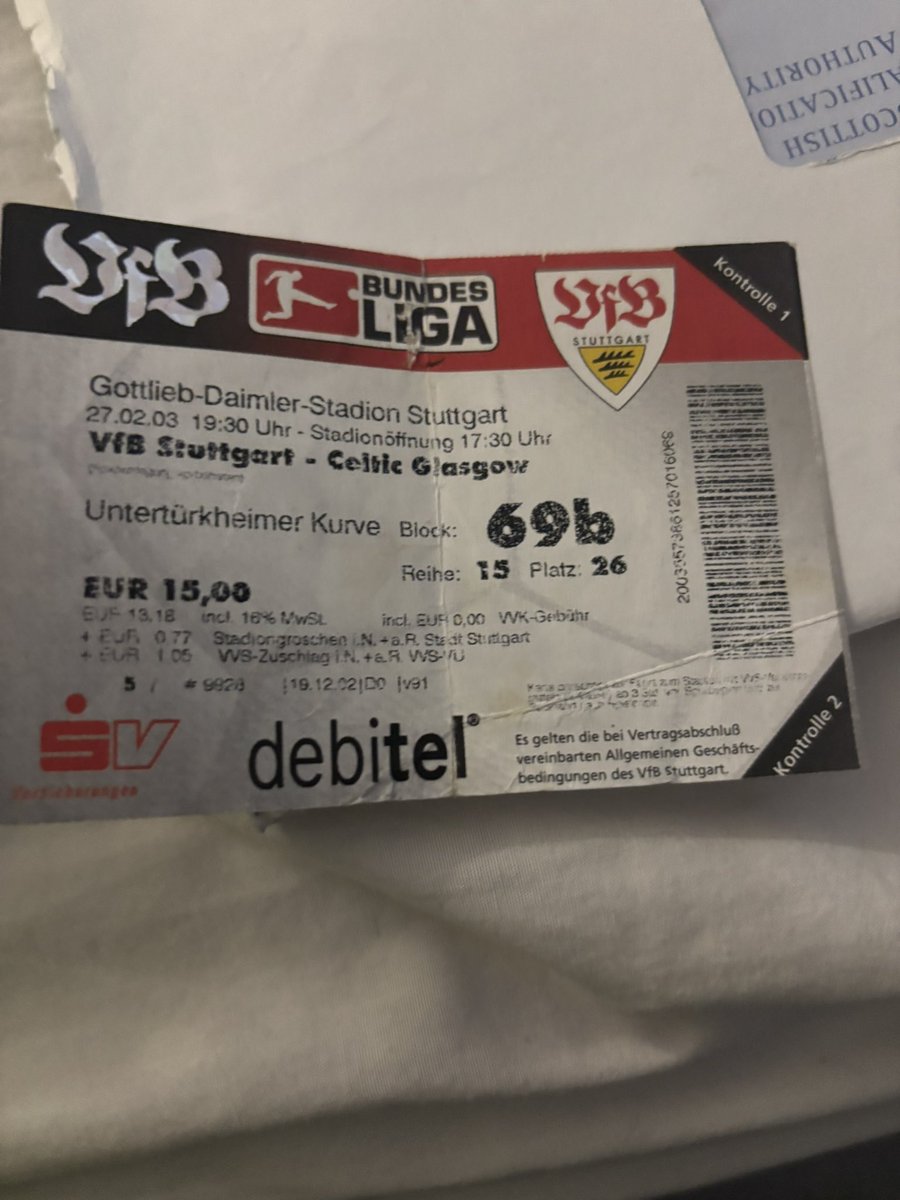 SCOTTISH
ALIFICATIO
AUTHORITY
VfB
BUNDES
LIGA
VfB
STUTTGART
Kontrolle 1
Gottlieb-Daimler-Stadion Stuttgart
27.02.03 19:30 Uhr - Stadionöffnung 17:30 Uhr
VfB Stuttgart - Celtic Glasgow
Untertürkheimer Kurve Block: 69b
Reihe: 15 Platz: 26
EUR 15,00
EUR 13,18 incl. 16% MwSt. incl. EUR 0,00 VVK-Gebühr
+ EUR 0.77 Stadiongroschen i.N. + a.R. Stadt Stuttgart
+ EUR 1.05 VVS-Zuschlag i.N. + a.R. VVS-VU
5 / # 9828 |19.12.02|D0 |v91
SV
Versicherungen
debitel®
Es gelten die bei Vertragsabschluß
vereinbarten Allgemeinen Geschäfts-
bedingungen des VfB Stuttgart.
Kontrolle 2